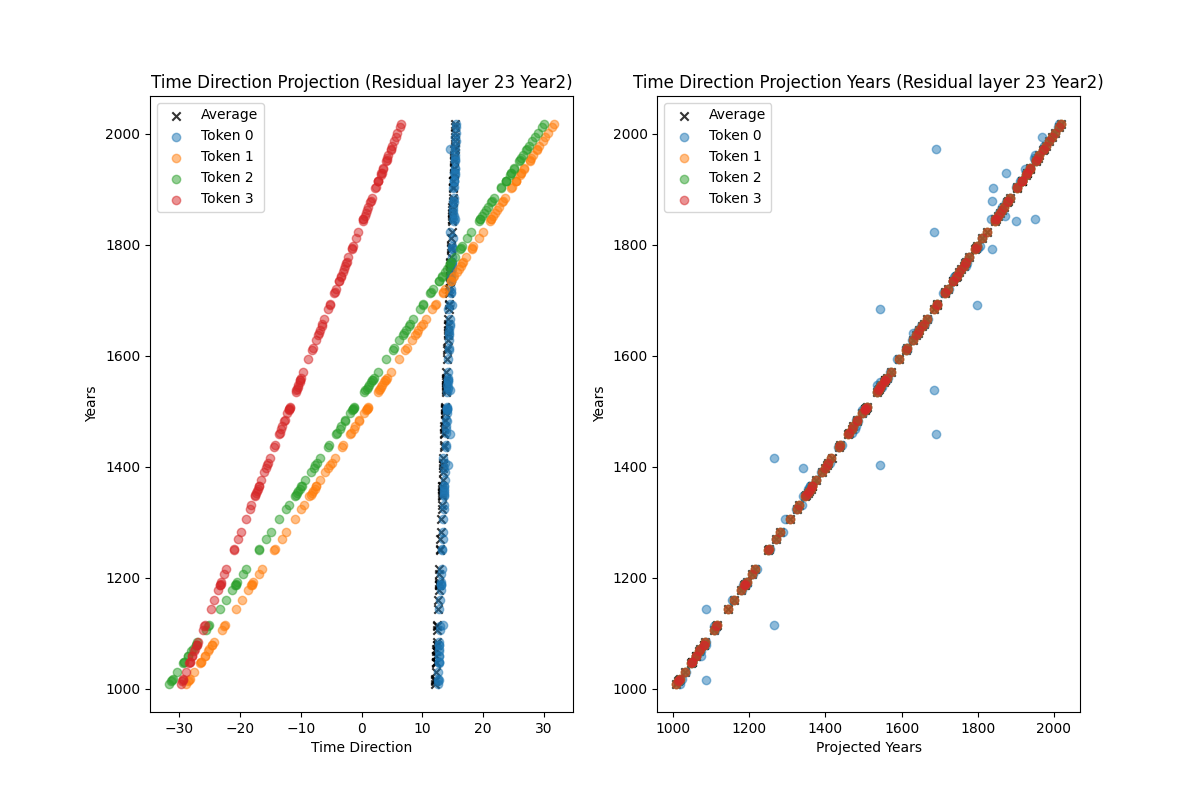 Time Direction Projection (Residual layer 23 Year2)
Average
Token 0
Token 1
Token 2
Token 3
Years
2000
1800
1600
1400
1200
1000
−30 −20 −10 0 10 20 30
Time Direction
Time Direction Projection Years (Residual layer 23 Year2)
Average
Token 0
Token 1
Token 2
Token 3
Years
2000
1800
1600
1400
1200
1000
1000 1200 1400 1600 1800 2000
Projected Years